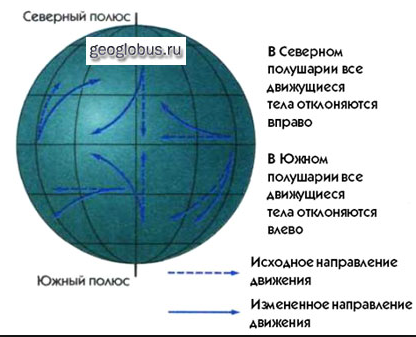 Северный полюс
geoglobus.ru
В Северном
полушарии все
движущиеся
тела отклоняются
вправо
В Южном
полушарии все
движущиеся
тела отклоняются
влево
Южный полюс
Исходное направление
движения
Измененное направление
движения